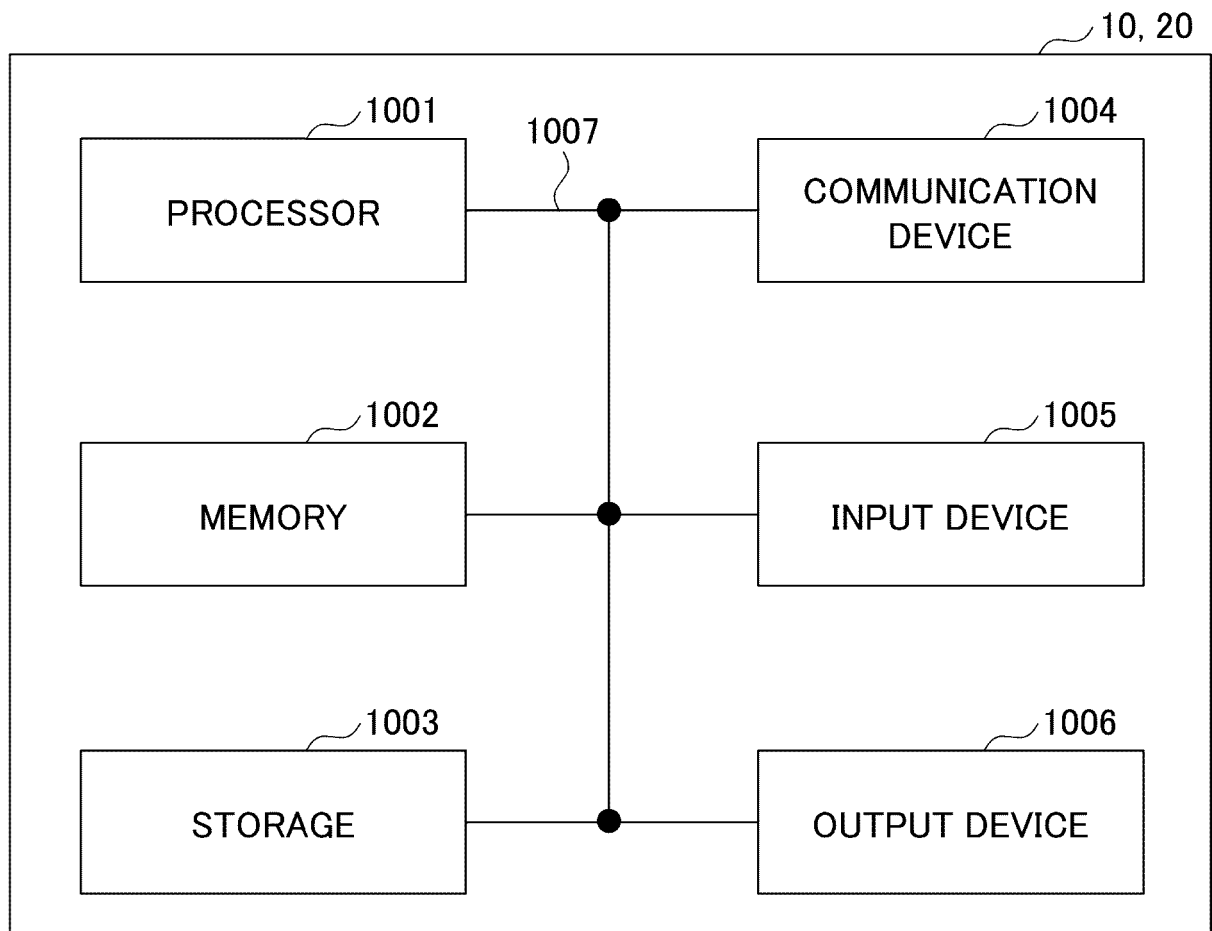 10, 20
1001
1007
1004
PROCESSOR
COMMUNICATION
DEVICE
1002
1005
MEMORY
INPUT DEVICE
1003
1006
STORAGE
OUTPUT DEVICE